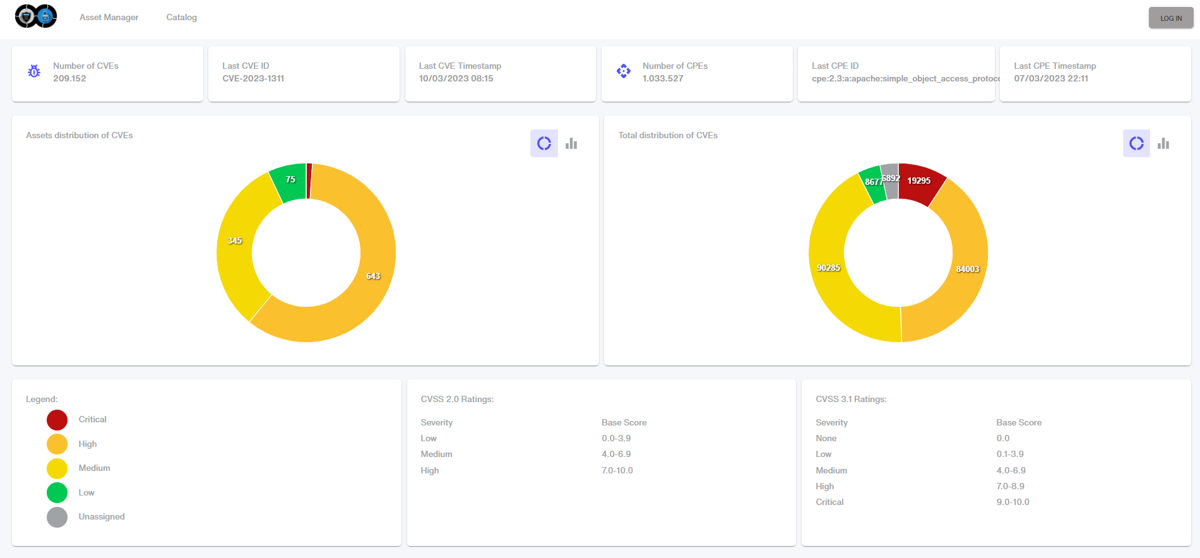 Asset Manager Catalog LOG IN
Number of CVEs
209.152
Last CVE ID
CVE-2023-1311
Last CVE Timestamp
10/03/2023 08:15
Number of CPEs
1.033.527
Last CPE ID
cpe:2.3:a:apache:simple_object_access_protoc
Last CPE Timestamp
07/03/2023 22:11
Assets distribution of CVEs
75
345
643
Total distribution of CVEs
8677 6892 19295
90285 84003
Legend:
Critical
High
Medium
Low
Unassigned
CVSS 2.0 Ratings:
Severity Base Score
Low 0.0-3.9
Medium 4.0-6.9
High 7.0-10.0
CVSS 3.1 Ratings:
Severity Base Score
None 0.0
Low 0.1-3.9
Medium 4.0-6.9
High 7.0-8.9
Critical 9.0-10.0